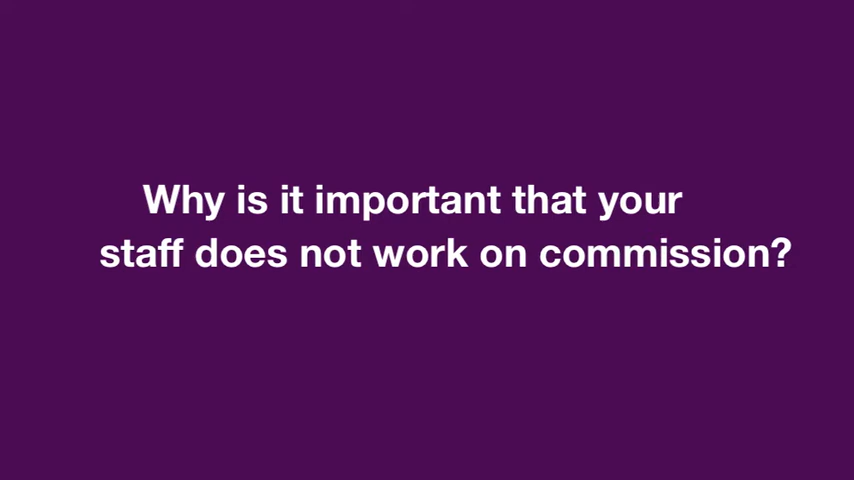 Why is it important that your
staff does not work on commission?